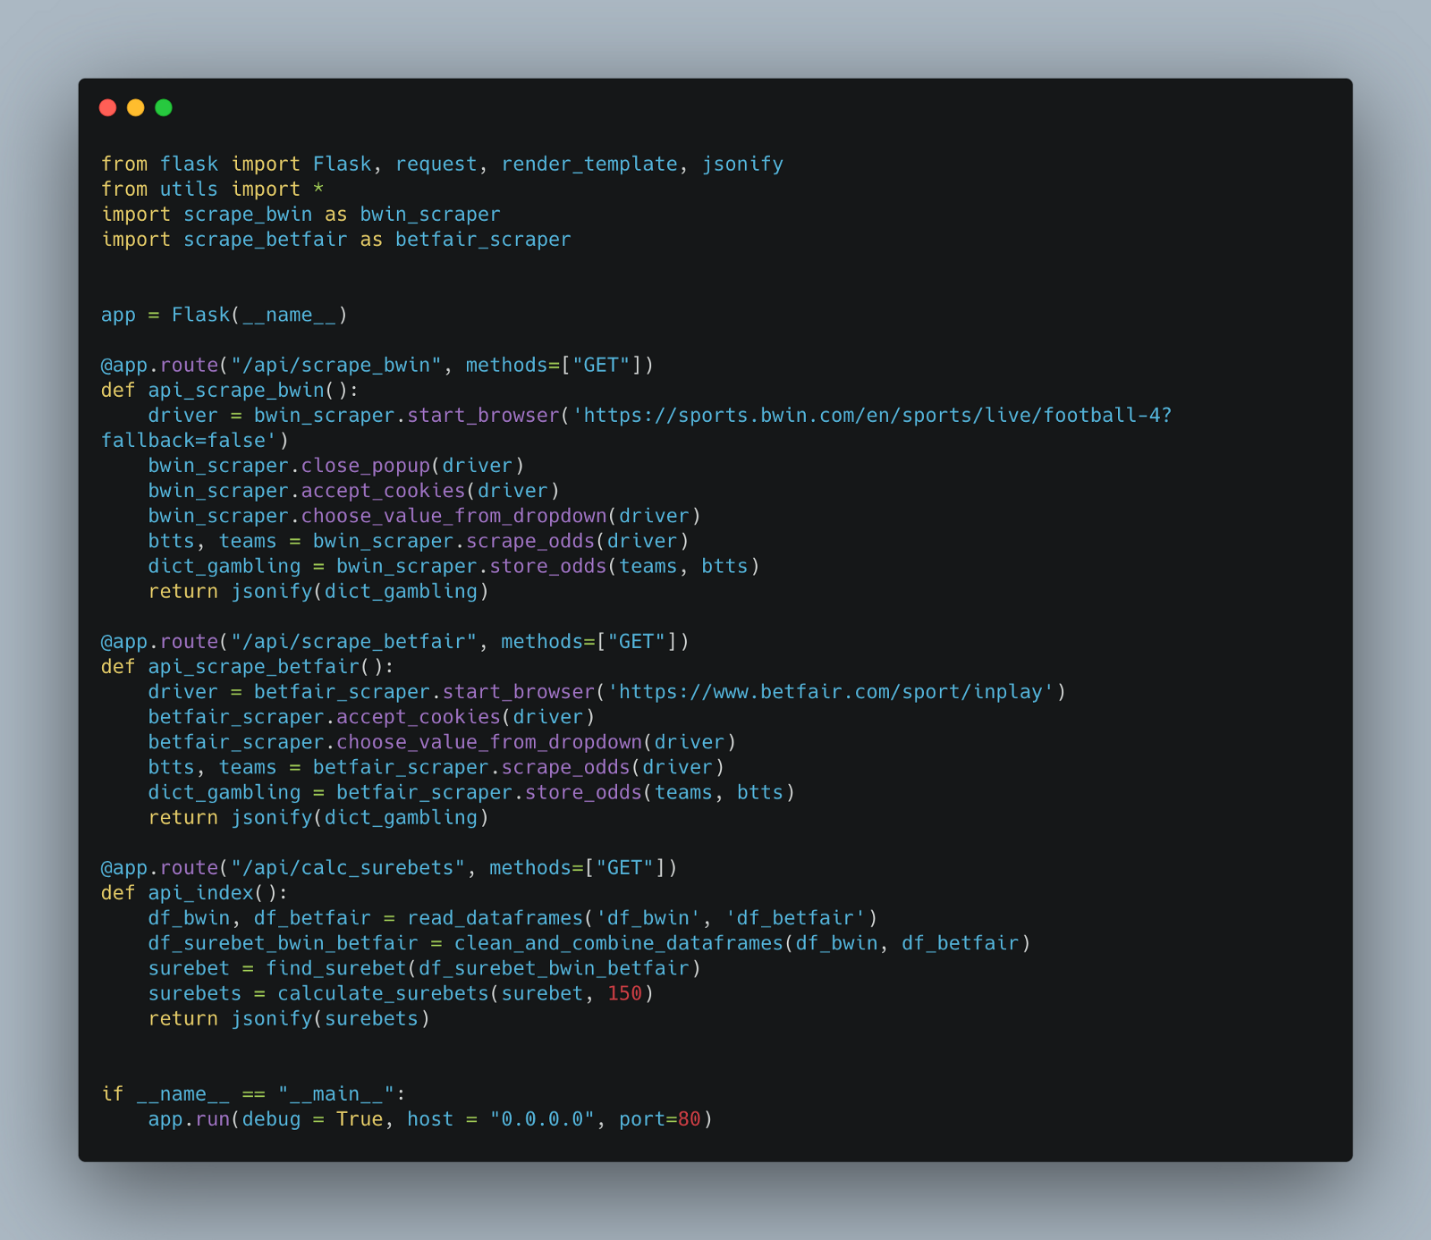 from flask import Flask, request, render_template, jsonify
from utils import *
import scrape_bwin as bwin_scraper
import scrape_betfair as betfair_scraper


app = Flask(__name__)

@app.route("/api/scrape_bwin", methods=["GET"])
def api_scrape_bwin():
    driver = bwin_scraper.start_browser('https://sports.bwin.com/en/sports/live/football-4?
fallback=false')
    bwin_scraper.close_popup(driver)
    bwin_scraper.accept_cookies(driver)
    bwin_scraper.choose_value_from_dropdown(driver)
    btts, teams = bwin_scraper.scrape_odds(driver)
    dict_gambling = bwin_scraper.store_odds(teams, btts)
    return jsonify(dict_gambling)

@app.route("/api/scrape_betfair", methods=["GET"])
def api_scrape_betfair():
    driver = betfair_scraper.start_browser('https://www.betfair.com/sport/inplay')
    betfair_scraper.accept_cookies(driver)
    betfair_scraper.choose_value_from_dropdown(driver)
    btts, teams = betfair_scraper.scrape_odds(driver)
    dict_gambling = betfair_scraper.store_odds(teams, btts)
    return jsonify(dict_gambling)

@app.route("/api/calc_surebets", methods=["GET"])
def api_index():
    df_bwin, df_betfair = read_dataframes('df_bwin', 'df_betfair')
    df_surebet_bwin_betfair = clean_and_combine_dataframes(df_bwin, df_betfair)
    surebet = find_surebet(df_surebet_bwin_betfair)
    surebets = calculate_surebets(surebet, 150)
    return jsonify(surebets)


if __name__ == "__main__":
    app.run(debug = True, host = "0.0.0.0", port=80)